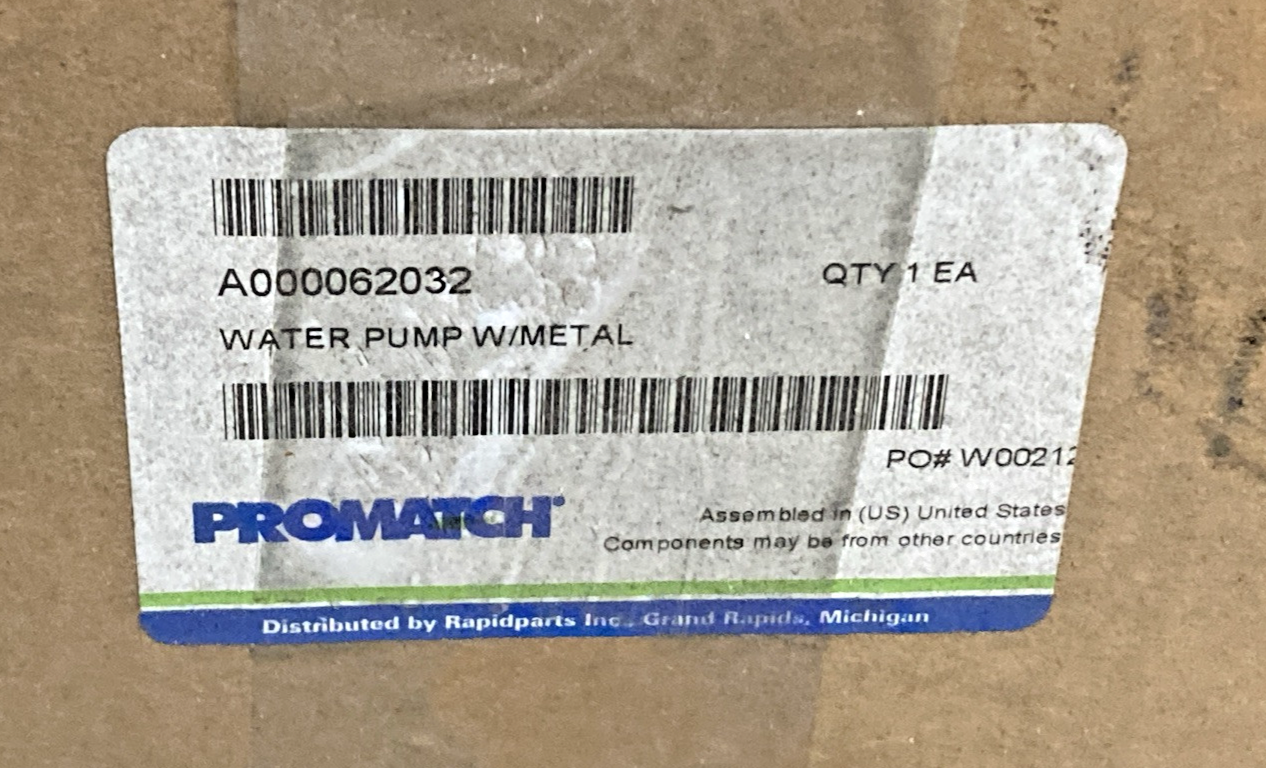 A000062032
QTY 1 EA
WATER PUMP W/METAL
PO# W00212
PROMATCH®
Assembled in (US) United States
Components may be from other countries
Distributed by Rapidparts Inc., Grand Rapids, Michigan